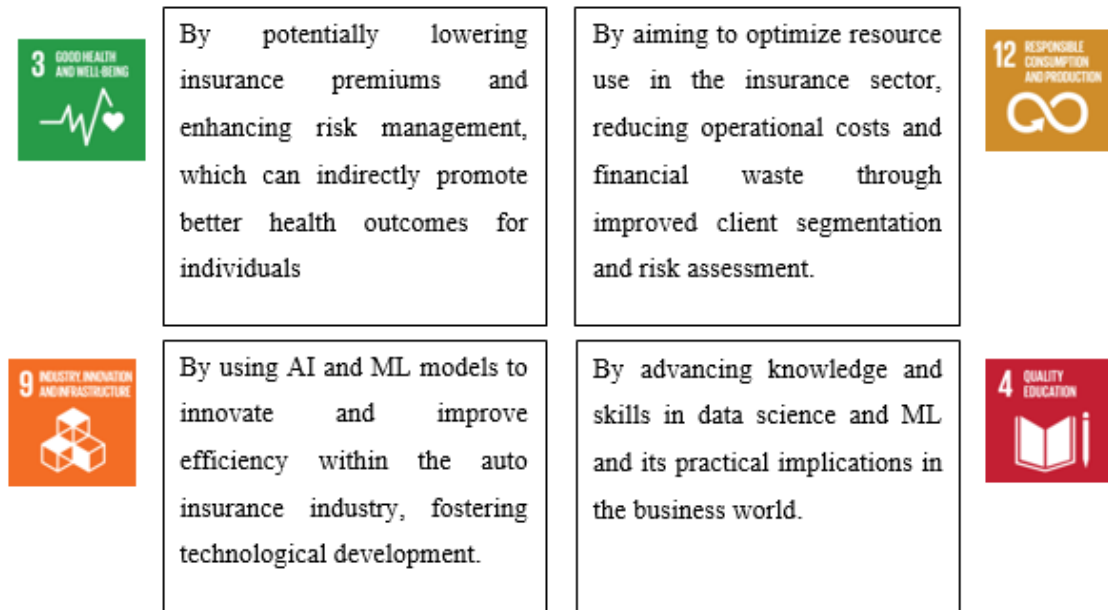 3 GOOD HEALTH
AND WELL-BEING
By potentially lowering
insurance premiums and
enhancing risk management,
which can indirectly promote
better health outcomes for
individuals
By aiming to optimize resource
use in the insurance sector,
reducing operational costs and
financial waste through
improved client segmentation
and risk assessment.
12 RESPONSIBLE
CONSUMPTION
AND PRODUCTION
9 INDUSTRY, INNOVATION
AND INFRASTRUCTURE
By using AI and ML models to
innovate and improve
efficiency within the auto
insurance industry, fostering
technological development.
By advancing knowledge and
skills in data science and ML
and its practical implications in
the business world.
4 QUALITY
EDUCATION